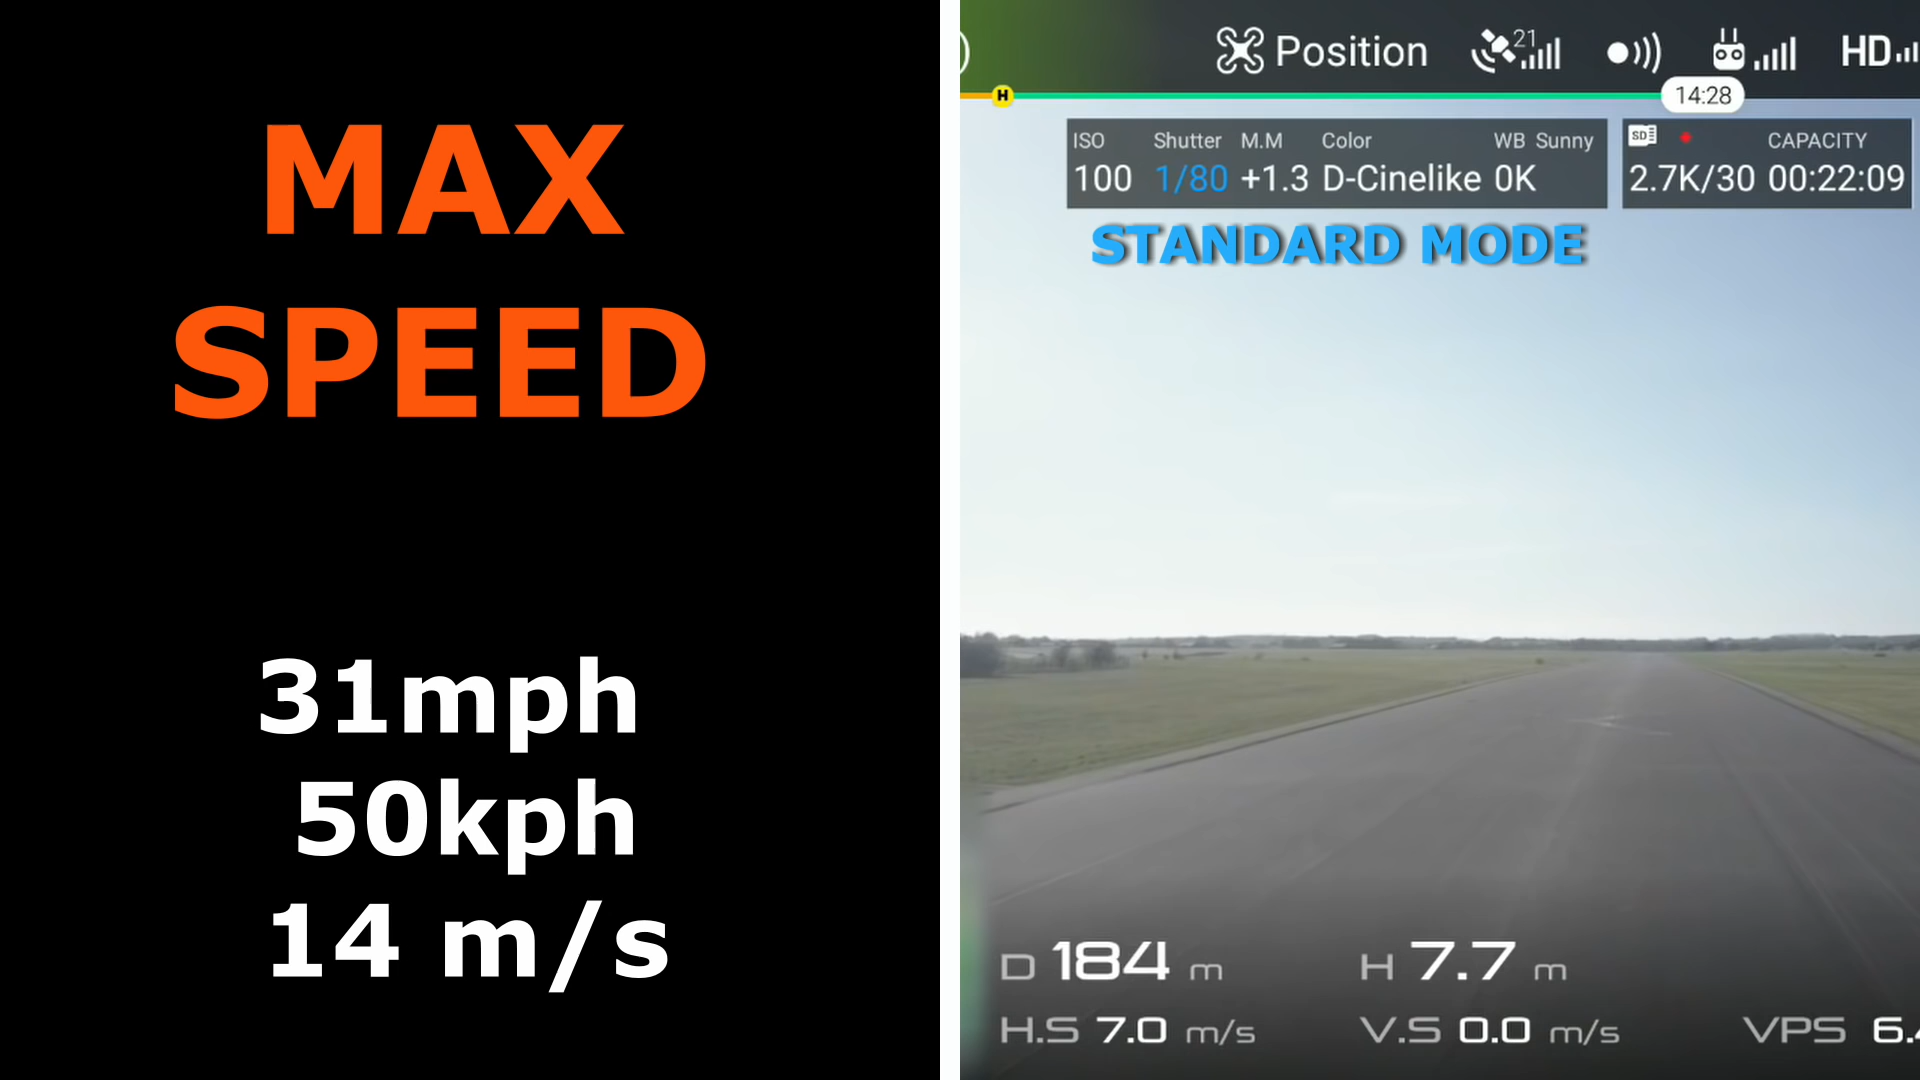 MAX
SPEED
31mph
50kph
14 m/s
Position 21 HD
H 14:28
ISO Shutter M.M Color WB Sunny
100 1/80 +1.3 D-Cinelike 0K
SD CAPACITY
2.7K/30 00:22:09
STANDARD MODE
D 184 m H 7.7 m
H.S 7.0 m/s V.S 0.0 m/s VPS